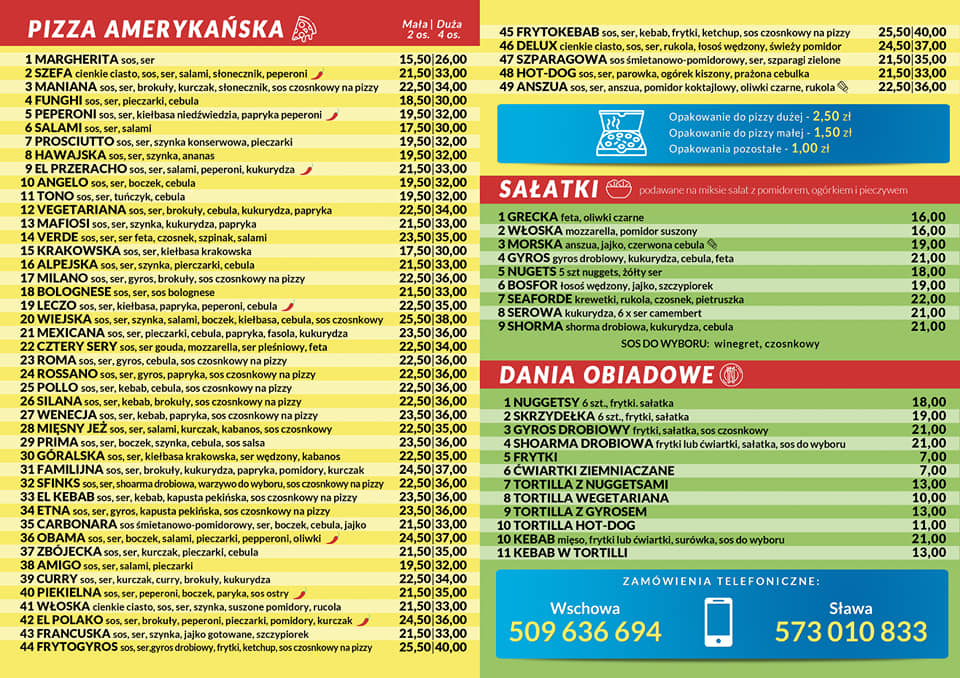 PIZZA AMERYKAŃSKA
Mała | Duża
2 os. 4 os.
1 MARGHERITA sos, ser 15,50|26,00
2 SZEFA cienkie ciasto, sos, ser, salami, słonecznik, peperoni 21,50|33,00
3 MANIANA sos, ser, brokuły, kurczak, słonecznik, sos czosnkowy na pizzy 22,50|34,00
4 FUNGHI sos, ser, pieczarki, cebula 18,50|30,00
5 PEPERONI sos, ser, kiełbasa niedźwiedzia, papryka peperoni 19,50|32,00
6 SALAMI sos, ser, salami 17,50|30,00
7 PROSCIUTTO sos, ser, szynka konserwowa, pieczarki 19,50|32,00
8 HAWAJSKA sos, ser, szynka, ananas 19,50|32,00
9 EL PRZERACHO sos, ser, salami, peperoni, kukurydza 21,50|33,00
10 ANGELO sos, ser, boczek, cebula 19,50|32,00
11 TONO sos, ser, tuńczyk, cebula 19,50|32,00
12 VEGETARIANA sos, ser, brokuły, cebula, kukurydza, papryka 22,50|34,00
13 MAFIOSI sos, ser, szynka, kukurydza, papryka 21,50|33,00
14 VERDE sos, ser, ser feta, czosnek, szpinak, salami 23,50|35,00
15 KRAKOWSKA sos, ser, kiełbasa krakowska 17,50|30,00
16 ALPEJSKA sos, ser, szynka, pierczarki, cebula 21,50|33,00
17 MILANO sos, ser, gyros, brokuły, sos czosnkowy na pizzy 22,50|36,00
18 BOLOGNESE sos, ser, sos bolognese 21,50|33,00
19 LECZO sos, ser, kiełbasa, papryka, peperoni, cebula 22,50|35,00
20 WIEJSKA sos, ser, szynka, salami, boczek, kiełbasa, cebula, sos czosnkowy 25,50|38,00
21 MEXICANA sos, ser, pieczarki, cebula, papryka, fasola, kukurydza 23,50|36,00
22 CZTERY SERY sos, ser gouda, mozzarella, ser pleśniowy, feta 22,50|34,00
23 ROMA sos, ser, gyros, cebula, sos czosnkowy na pizzy 22,50|36,00
24 ROSSANO sos, ser, gyros, papryka, sos czosnkowy na pizzy 22,50|36,00
25 POLLO sos, ser, kebab, cebula, sos czosnkowy na pizzy 22,50|36,00
26 SILANA sos, ser, kebab, brokuły, sos czosnkowy na pizzy 22,50|36,00
27 WENECJA sos, ser, kebab, papryka, sos czosnkowy na pizzy 23,50|36,00
28 MIĘSNY JEŻ sos, ser, salami, kurczak, kabanos, sos czosnkowy 22,50|35,00
29 PRIMA sos, ser, boczek, szynka, cebula, sos salsa 23,50|36,00
30 GÓRALSKA sos, ser, kiełbasa krakowska, ser wędzony, kabanos 22,50|35,00
31 FAMILIJNA sos, ser, brokuły, kukurydza, papryka, pomidory, kurczak 24,50|37,00
32 SFINKS sos, ser, shoarma drobiowa, warzywo do wyboru, sos czosnkowy na pizzy 22,50|36,00
33 EL KEBAB sos, ser, kebab, kapusta pekińska, sos czosnkowy na pizzy 23,50|36,00
34 ETNA sos, ser, gyros, kapusta pekińska, sos czosnkowy na pizzy 23,50|36,00
35 CARBONARA sos śmietanowo-pomidorowy, ser, boczek, cebula, jajko 21,50|33,00
36 OBAMA sos, ser, boczek, salami, pieczarki, pepperoni, oliwki 24,50|37,00
37 ZBÓJECKA sos, ser, kurczak, pieczarki, cebula 21,50|35,00
38 AMIGO sos, ser, salami, pieczarki 19,50|32,00
39 CURRY sos, ser, kurczak, curry, brokuły, kukurydza 22,50|34,00
40 PIEKIELNA sos, ser, peperoni, boczek, paryka, sos ostry 21,50|35,00
41 WŁOSKA cienkie ciasto, sos, ser, szynka, suszone pomidory, rucola 21,50|33,00
42 EL POLAKO sos, ser, brokuły, peperoni, pieczarki, pomidory, kurczak 24,50|36,00
43 FRANCUSKA sos, ser, szynka, jajko gotowane, szczypiorek 21,50|33,00
44 FRYTOGYROS sos, ser,gyros drobiowy, frytki, ketchup, sos czosnkowy na pizzy 25,50|40,00
45 FRYTOKEBAB sos, ser, kebab, frytki, ketchup, sos czosnkowy na pizzy 25,50|40,00
46 DELUX cienkie ciasto, sos, ser, rukola, łosoś wędzony, świeży pomidor 24,50|37,00
47 SZPARAGOWA sos śmietanowo-pomidorowy, ser, szparagi zielone 21,50|35,00
48 HOT-DOG sos, ser, parowka, ogórek kiszony, prażona cebulka 21,50|33,00
49 ANSZUA sos, ser, anszua, pomidor koktajlowy, oliwki czarne, rukola 22,50|36,00
Opakowanie do pizzy dużej - 2,50 zł
Opakowanie do pizzy małej - 1,50 zł
Opakowania pozostałe - 1,00 zł
SAŁATKI podawane na miksie sałat z pomidorem, ogórkiem i pieczywem
1 GRECKA feta, oliwki czarne 16,00
2 WŁOSKA mozzarella, pomidor suszony 16,00
3 MORSKA anszua, jajko, czerwona cebula 19,00
4 GYROS gyros drobiowy, kukurydza, cebula, feta 21,00
5 NUGETS 5 szt nuggets, żółty ser 18,00
6 BOSFOR łosoś wędzony, jajko, szczypiorek 19,00
7 SEAFORDE krewetki, rukola, czosnek, pietruszka 22,00
8 SEROWA kukurydza, 6 x ser camembert 21,00
9 SHORMA shorma drobiowa, kukurydza, cebula 21,00
SOS DO WYBORU: winegret, czosnkowy
DANIA OBIADOWE
1 NUGGETSY 6 szt., frytki, sałatka 18,00
2 SKRZYDEŁKA 6 szt., frytki, sałatka 19,00
3 GYROS DROBIOWY frytki, sałatka, sos czosnkowy 21,00
4 SHOARMA DROBIOWA frytki lub ćwiartki, sałatka, sos do wyboru 21,00
5 FRYTKI 7,00
6 ĆWIARTKI ZIEMNIACZANE 7,00
7 TORTILLA Z NUGGETSAMI 13,00
8 TORTILLA WEGETARIANA 10,00
9 TORTILLA Z GYROSEM 13,00
10 TORTILLA HOT-DOG 11,00
10 KEBAB mięso, frytki lub ćwiartki, surówka, sos do wyboru 21,00
11 KEBAB W TORTILLI 13,00
ZAMÓWIENIA TELEFONICZNE:
Wschowa
509 636 694
Sława
573 010 833